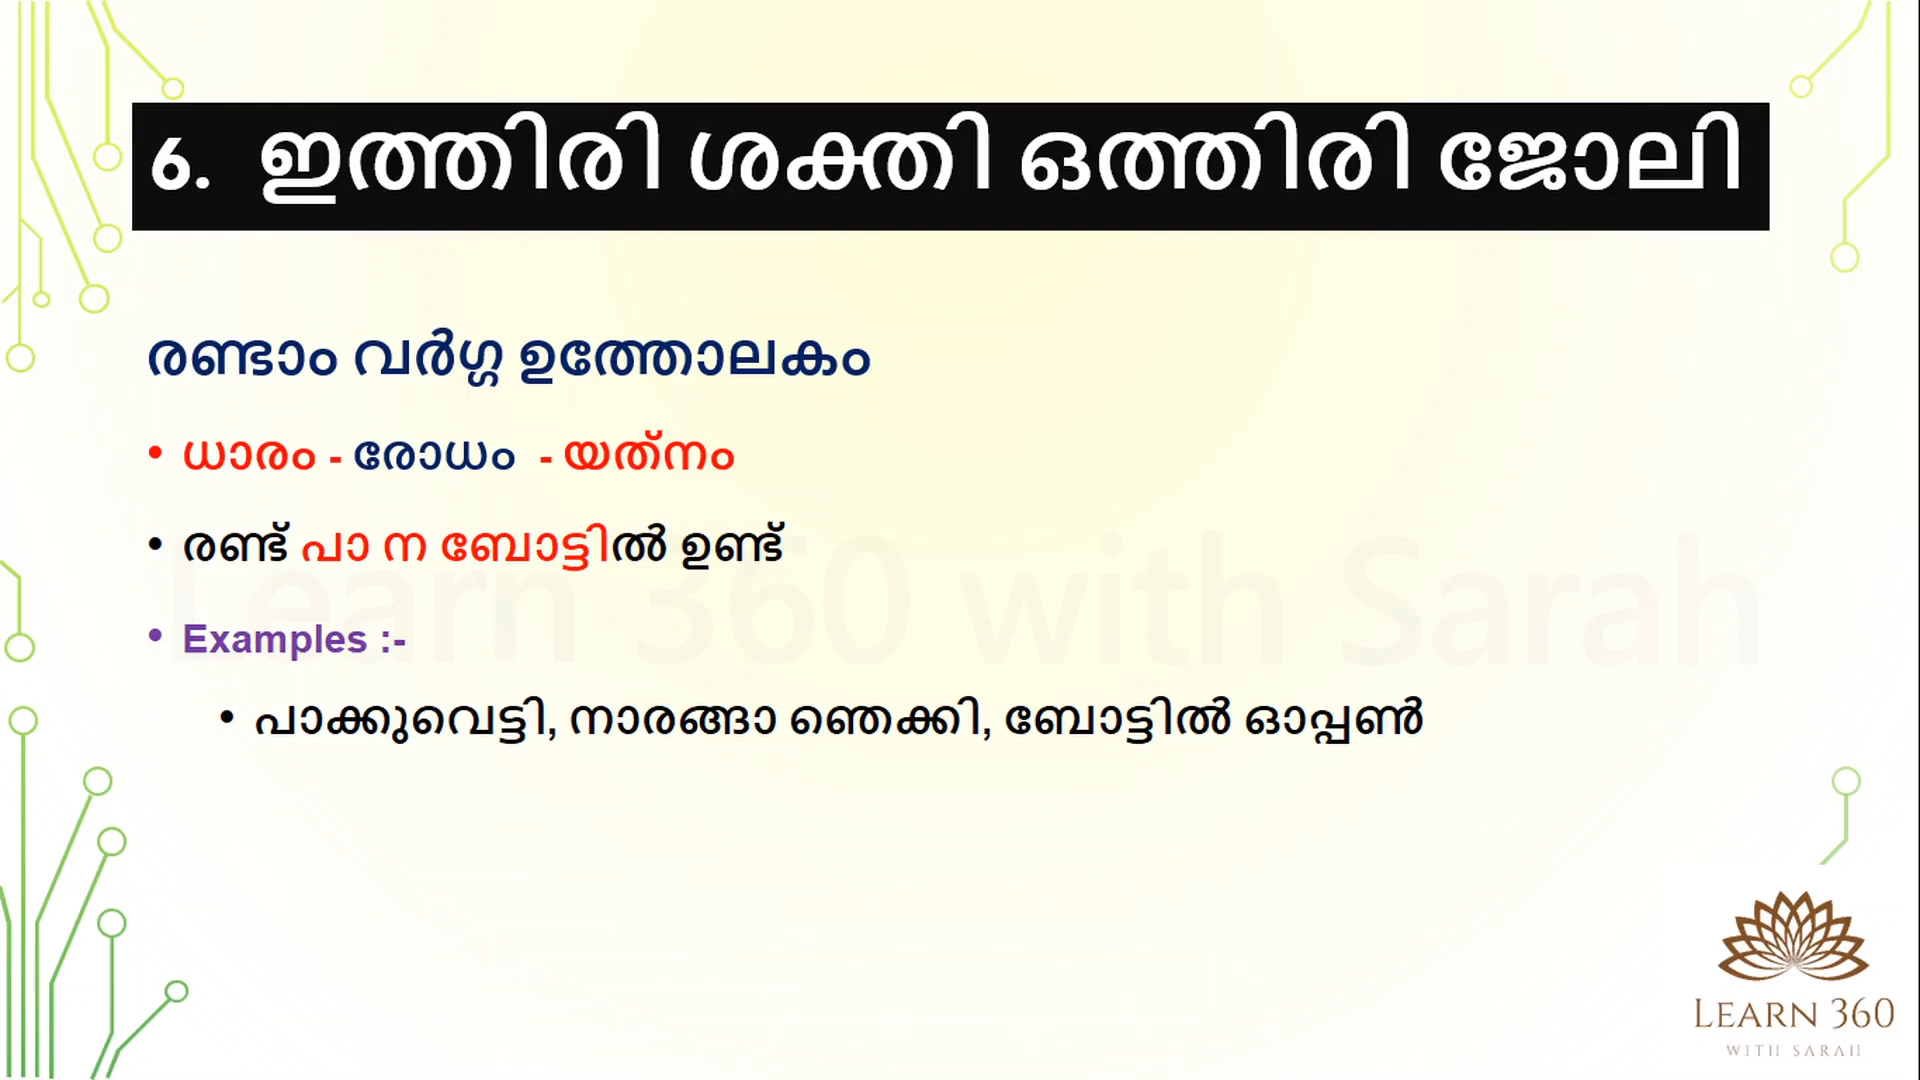 6. ഇത്തിരി ശക്തി ഒത്തിരി ജോലി
രണ്ടാം വർഗ്ഗ ഉത്തോലകം
• ധാരം - രോധം - യത്നം
• രണ്ട് പാ ന ബോട്ടിൽ ഉണ്ട്
• Examples :-
• പാക്കുവെട്ടി, നാരങ്ങാ ഞെക്കി, ബോട്ടിൽ ഓപ്പൺ
Learn 360 with Sarah
LEARN 360
WITH SARAH